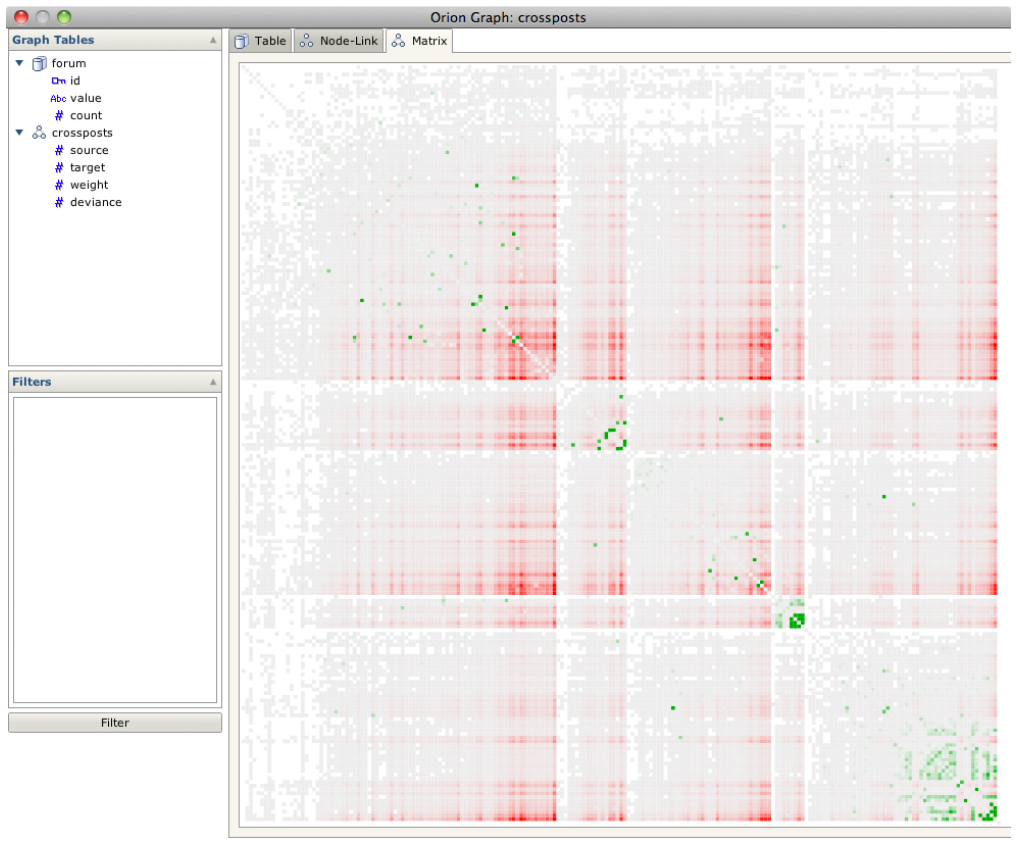 Orion Graph: crossposts
Graph Tables
forum
id
Abc value
# count
crossposts
# source
# target
# weight
# deviance
Filters
Filter
Table
Node-Link
Matrix